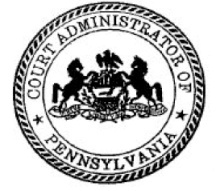 COURT ADMINISTRATOR OF
PENNSYLVANIA